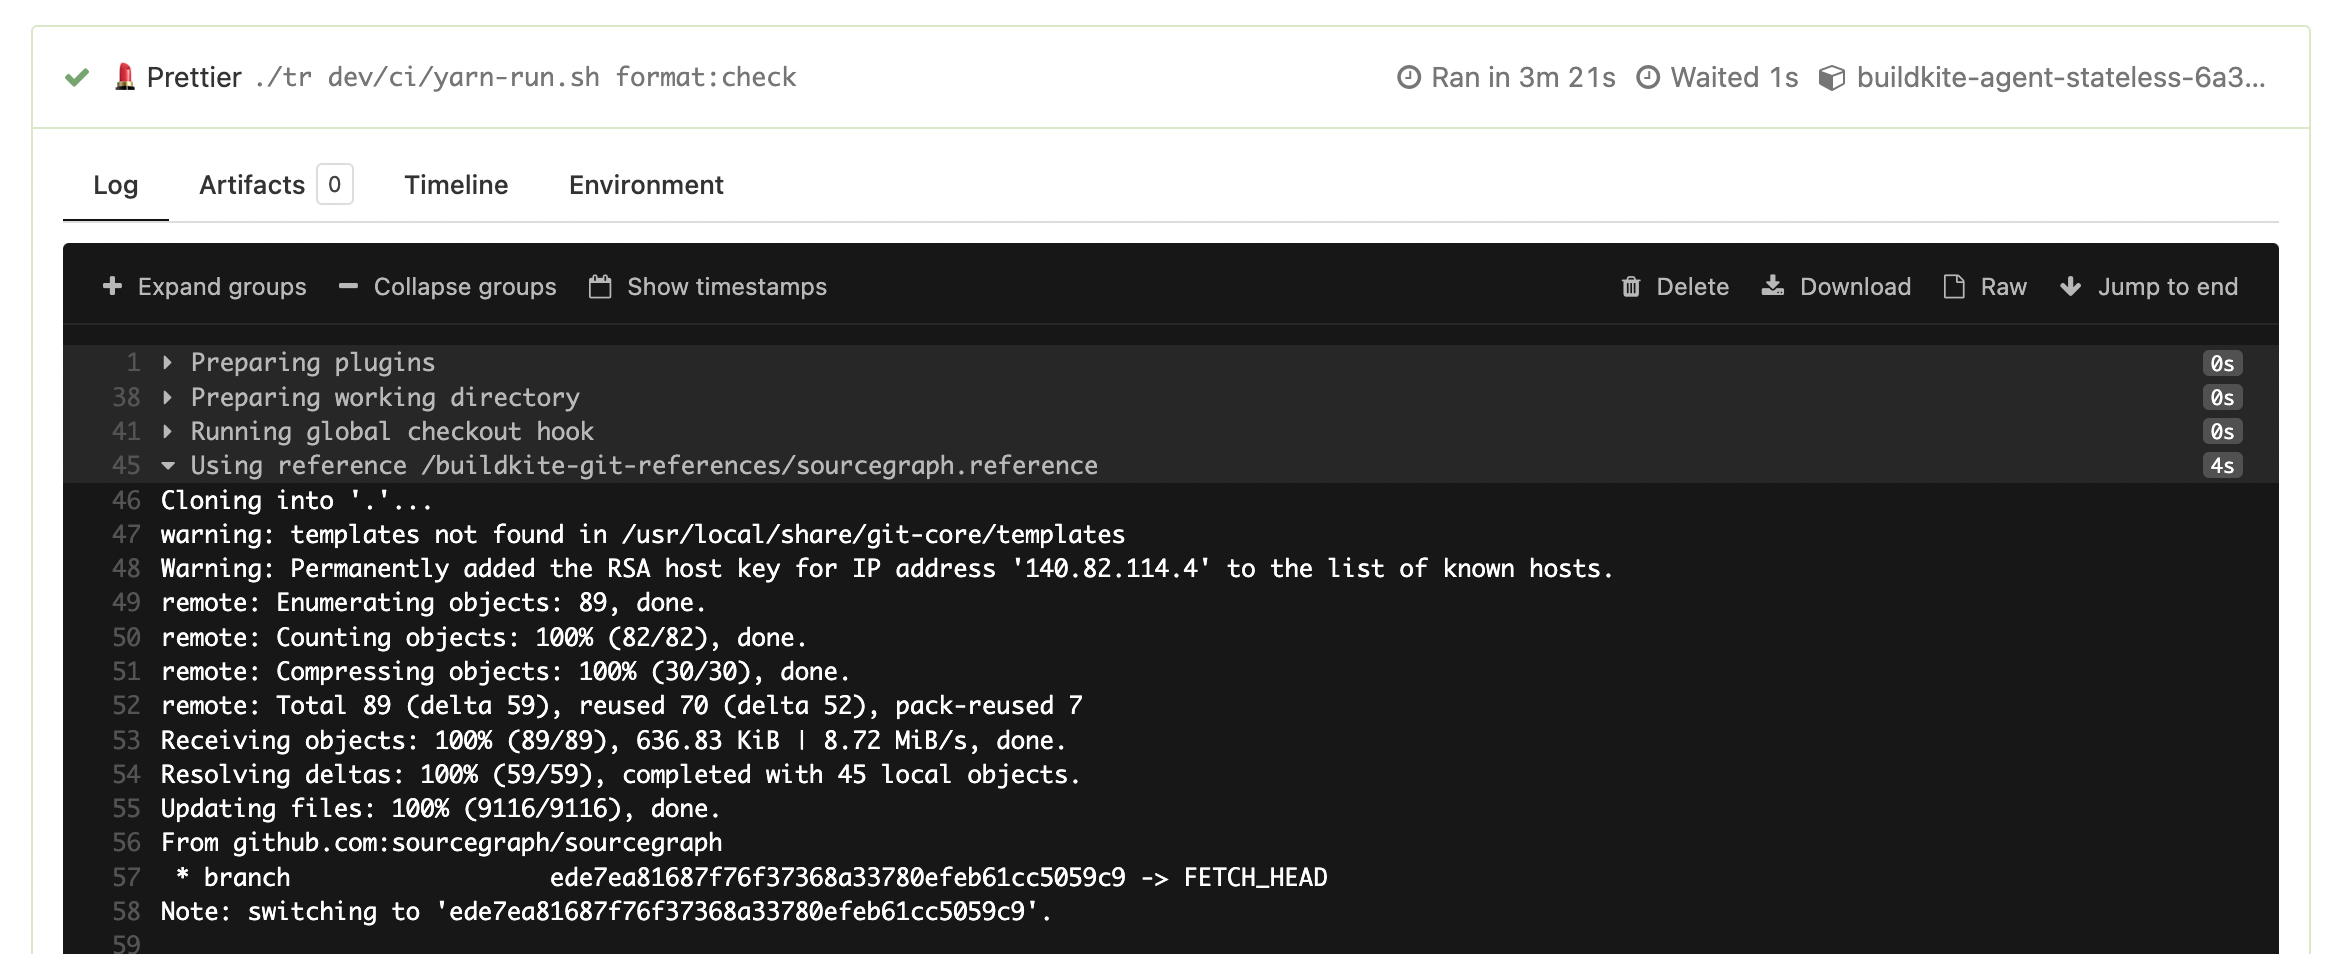 Prettier ./tr dev/ci/yarn-run.sh format:check Ran in 3m 21s Waited 1s buildkite-agent-stateless-6a3...
Log Artifacts 0 Timeline Environment
Expand groups Collapse groups Show timestamps Delete Download Raw Jump to end
1 Preparing plugins 0s
38 Preparing working directory 0s
41 Running global checkout hook 0s
45 Using reference /buildkite-git-references/sourcegraph.reference 4s
46 Cloning into '.'...
47 warning: templates not found in /usr/local/share/git-core/templates
48 Warning: Permanently added the RSA host key for IP address '140.82.114.4' to the list of known hosts.
49 remote: Enumerating objects: 89, done.
50 remote: Counting objects: 100% (82/82), done.
51 remote: Compressing objects: 100% (30/30), done.
52 remote: Total 89 (delta 59), reused 70 (delta 52), pack-reused 7
53 Receiving objects: 100% (89/89), 636.83 KiB | 8.72 MiB/s, done.
54 Resolving deltas: 100% (59/59), completed with 45 local objects.
55 Updating files: 100% (9116/9116), done.
56 From github.com:sourcegraph/sourcegraph
57 * branch ede7ea81687f76f37368a33780efeb61cc5059c9 -> FETCH_HEAD
58 Note: switching to 'ede7ea81687f76f37368a33780efeb61cc5059c9'.
59